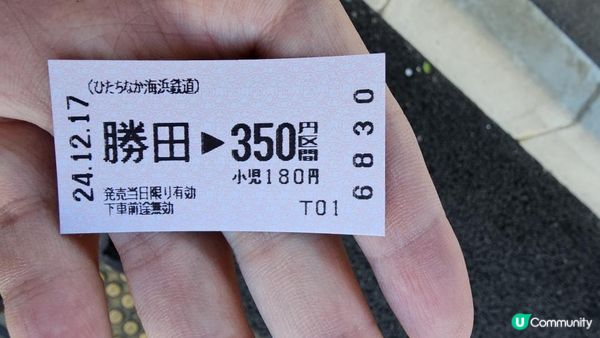 (ひたちなか海浜鉄道)
24.12.17
勝田▶350円区間
小児180円
発売当日限り有効
下車前途無効
T01
6830
U Community